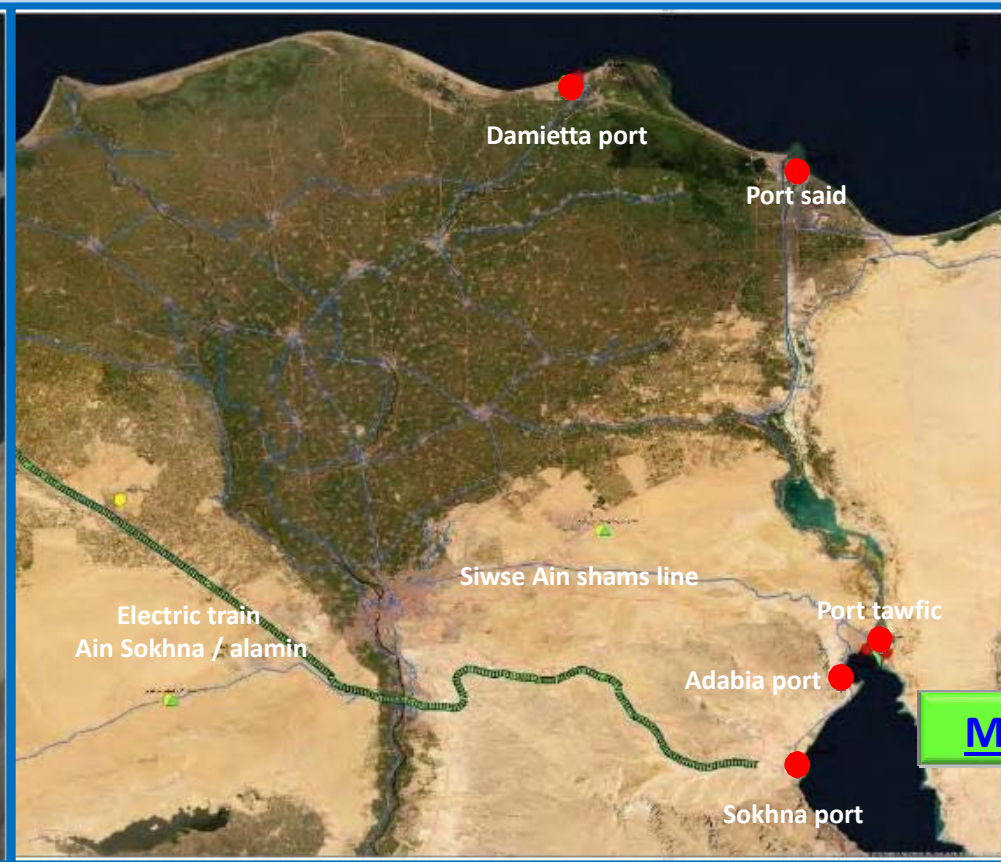 Damietta port
Port said
Siwse Ain shams line
Electric train
Ain Sokhna / alamin
Port tawfic
Adabia port
M
Sokhna port